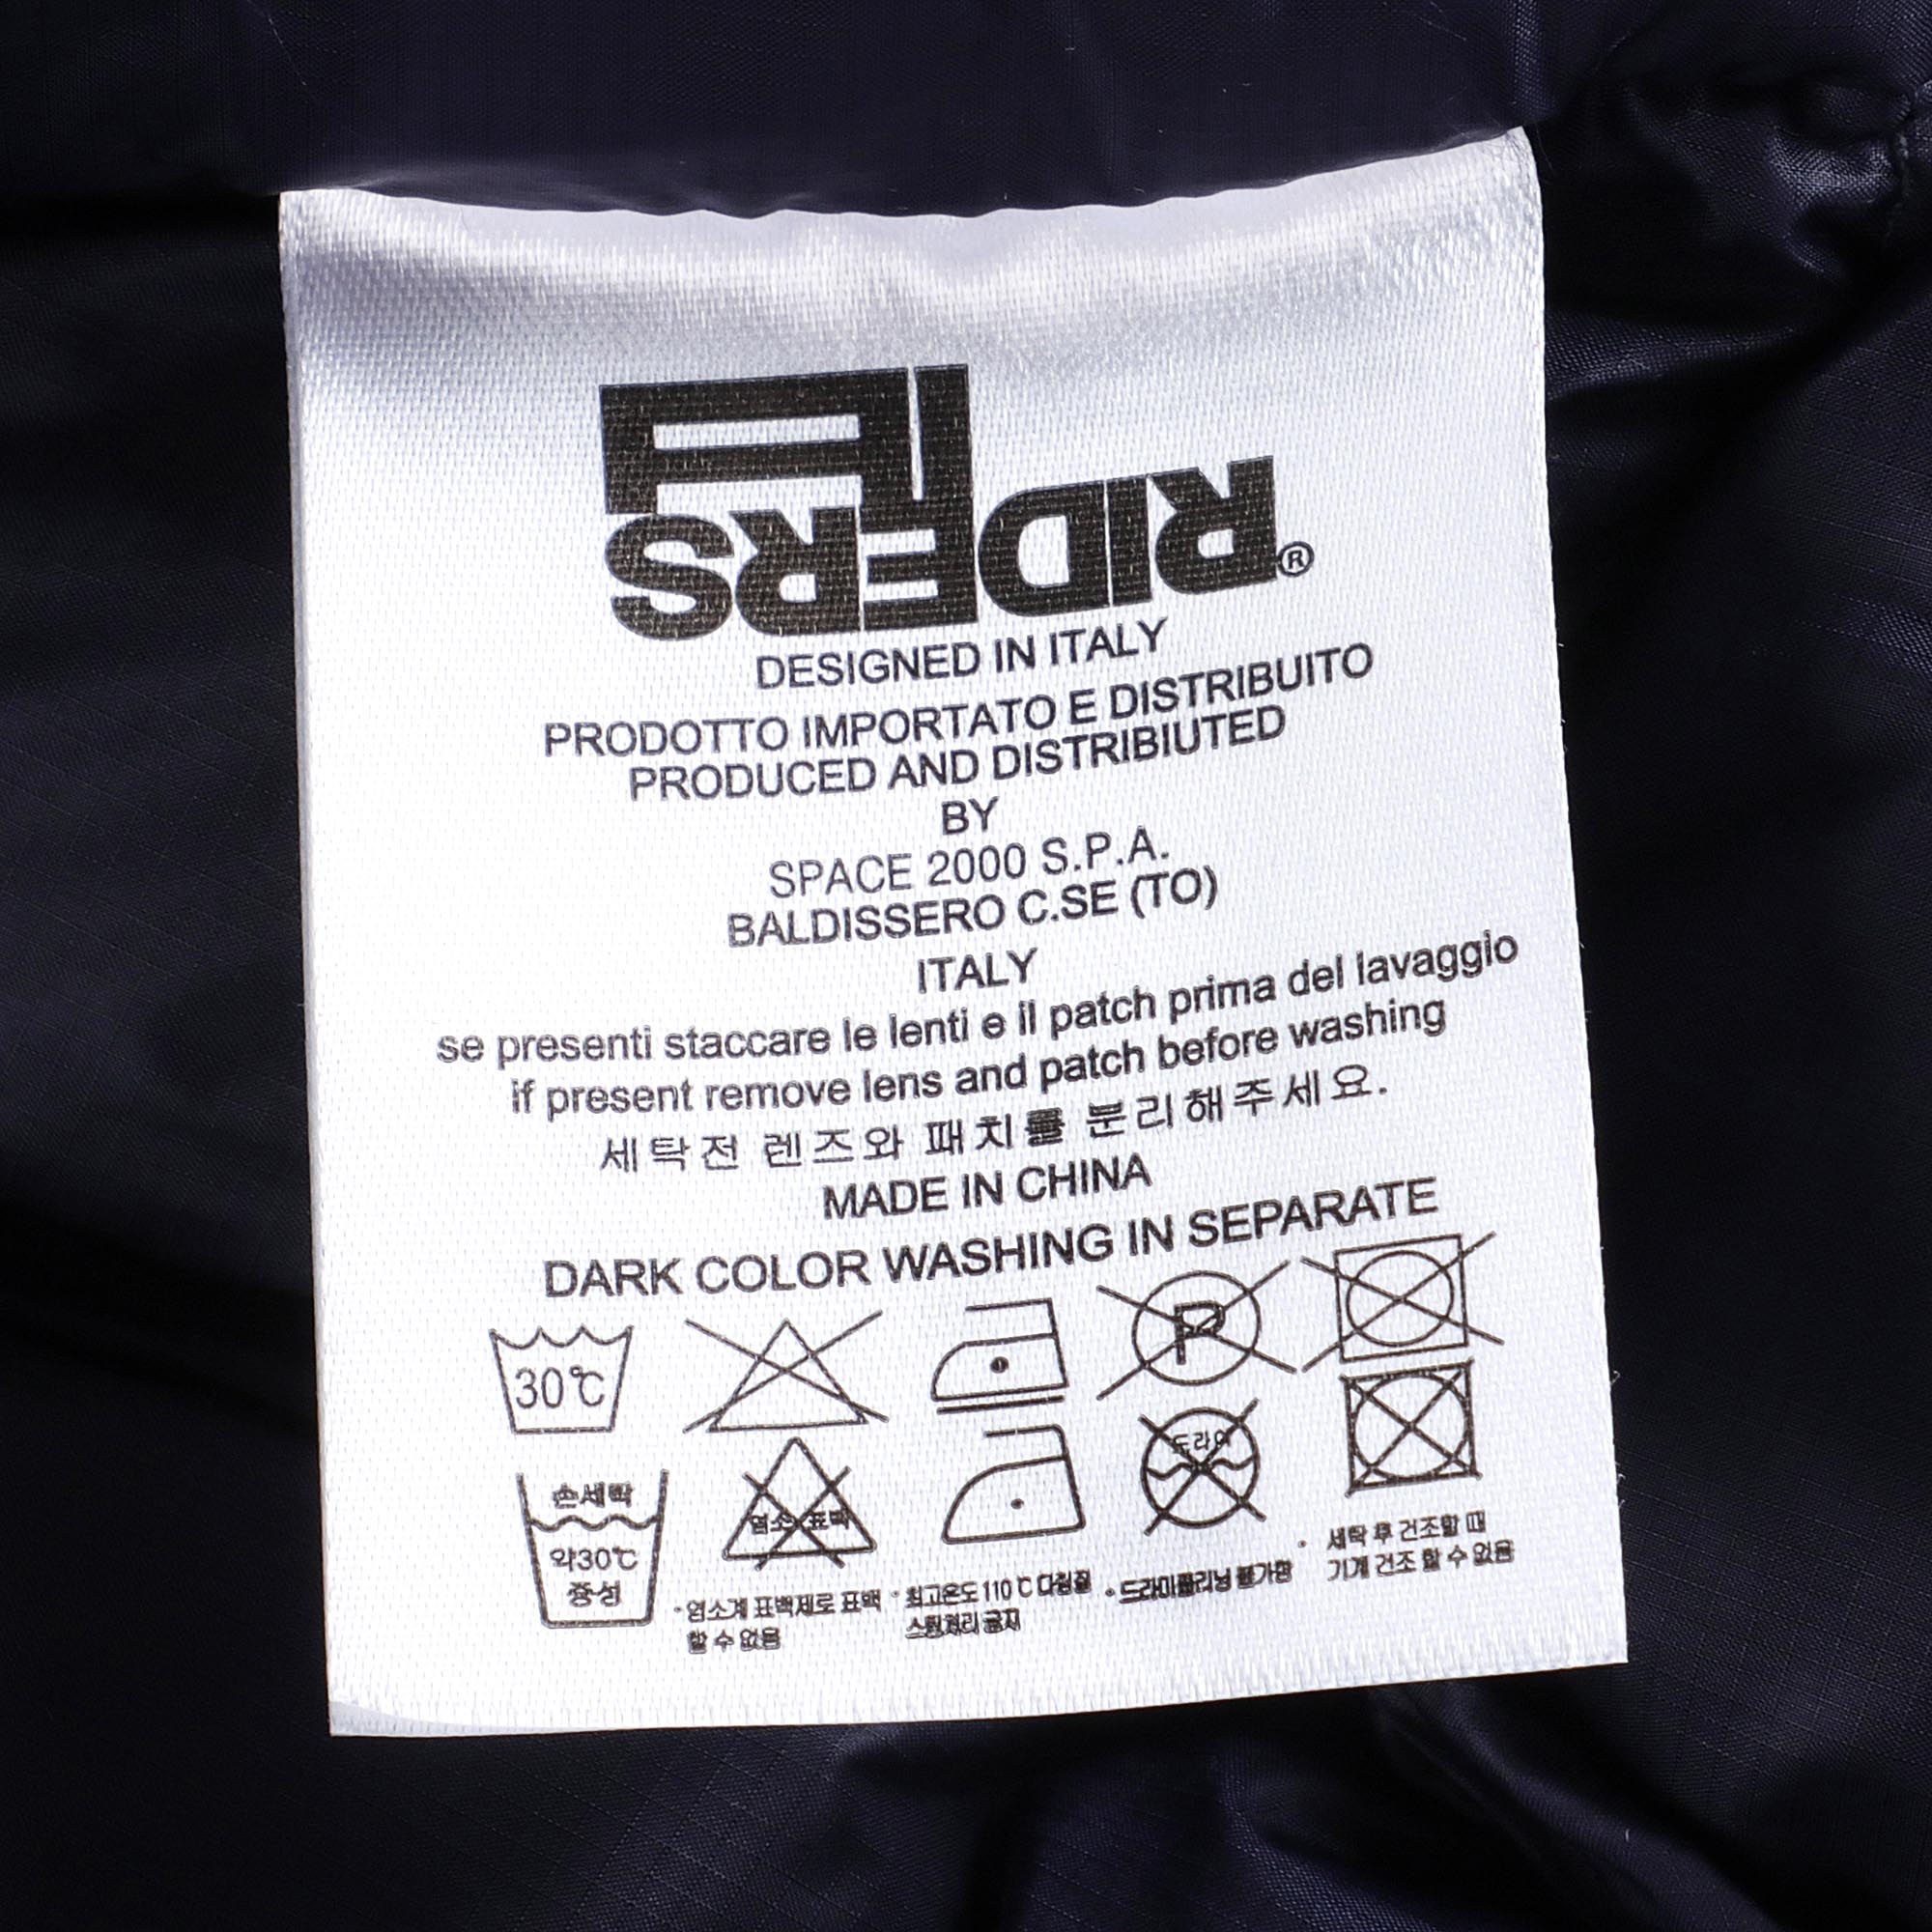 RIDERS®
DESIGNED IN ITALY
PRODOTTO IMPORTATO E DISTRIBUITO
PRODUCED AND DISTRIBIUTED
BY
SPACE 2000 S.P.A.
BALDISSERO C.SE (TO)
ITALY
se presenti staccare le lenti e il patch prima del lavaggio
if present remove lens and patch before washing
세탁전 렌즈와 패치를 분리해주세요.
MADE IN CHINA
DARK COLOR WASHING IN SEPARATE
30℃
P
손세탁
약30℃
중성
염소 표백
드라이
·염소계 표백제로 표백
할 수 없음
·최고온도 110℃ 다림질
스팀처리 금지
·드라이클리닝 불가함
·세탁 후 건조할 때
기계 건조 할 수 없음